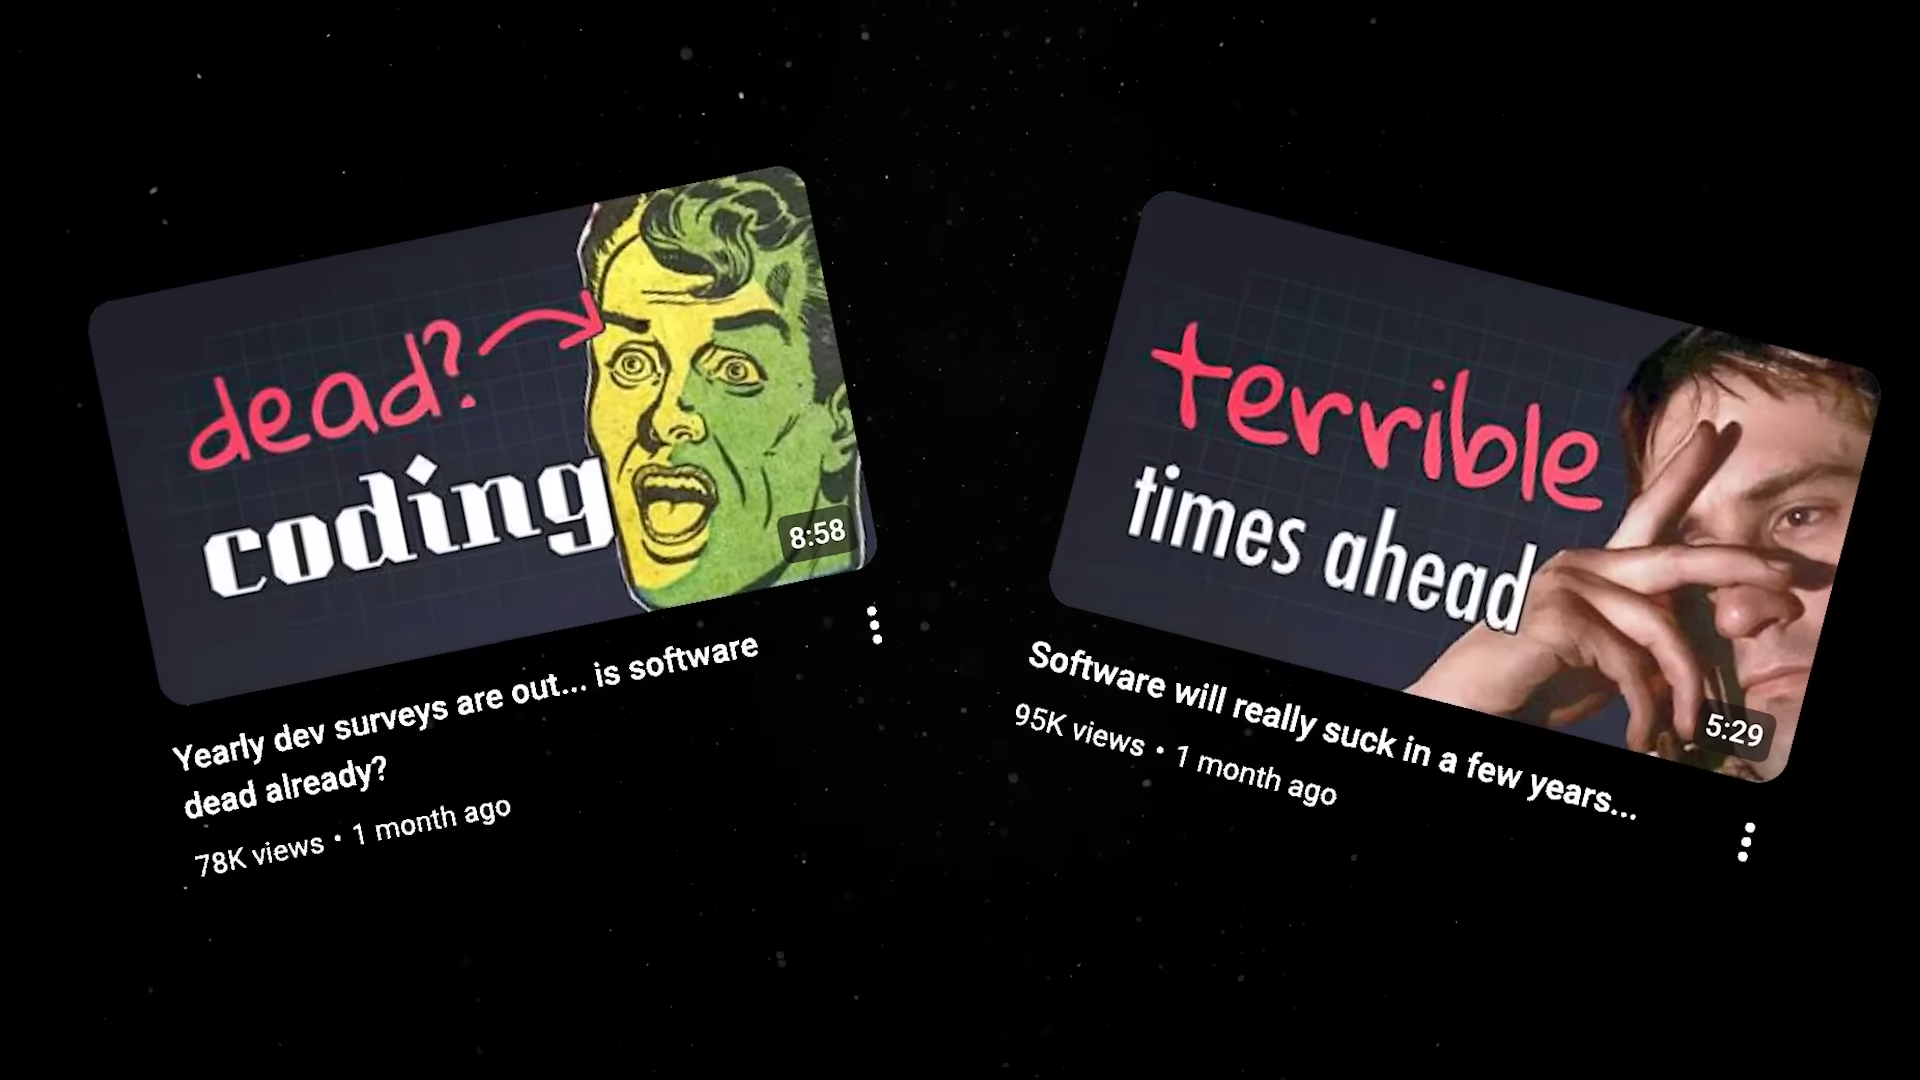 dead?
coding
8:58
Yearly dev surveys are out... is software
dead already?
78K views • 1 month ago
terrible
times ahead
5:29
Software will really suck in a few years...
95K views • 1 month ago